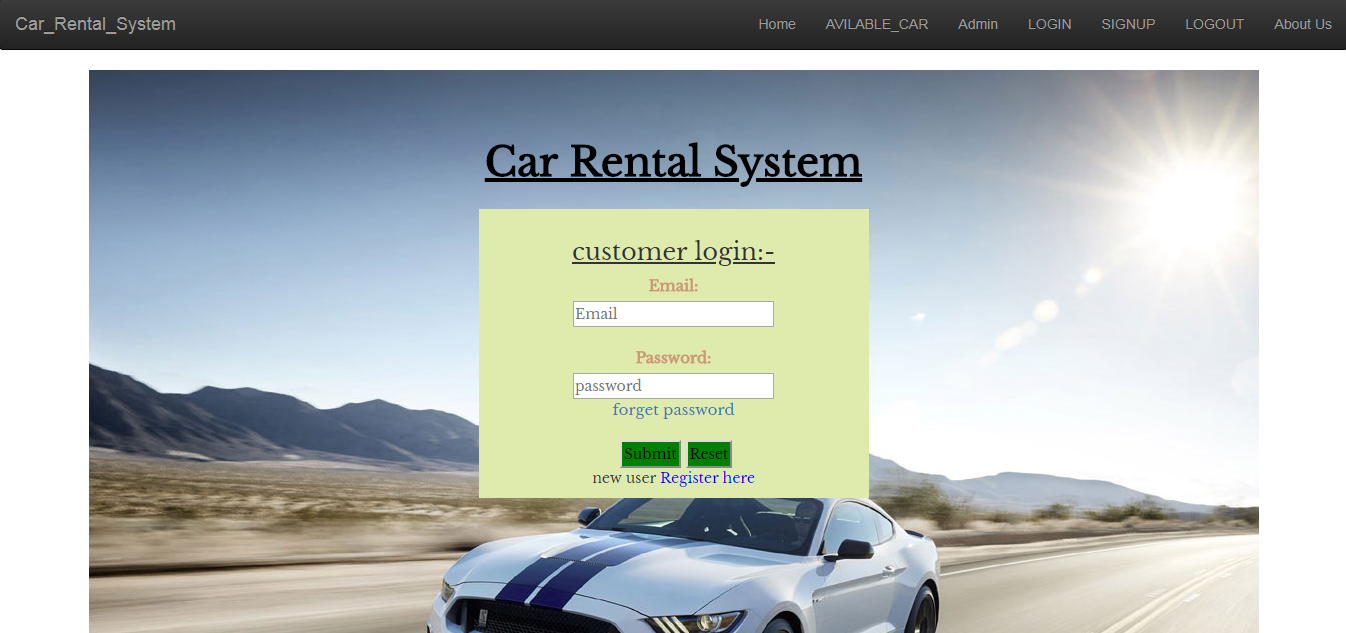 Car_Rental_System Home AVILABLE_CAR Admin LOGIN SIGNUP LOGOUT About Us
Car Rental System
customer login:-
Email:
Email
Password:
password
forget password
Submit Reset
new user Register here